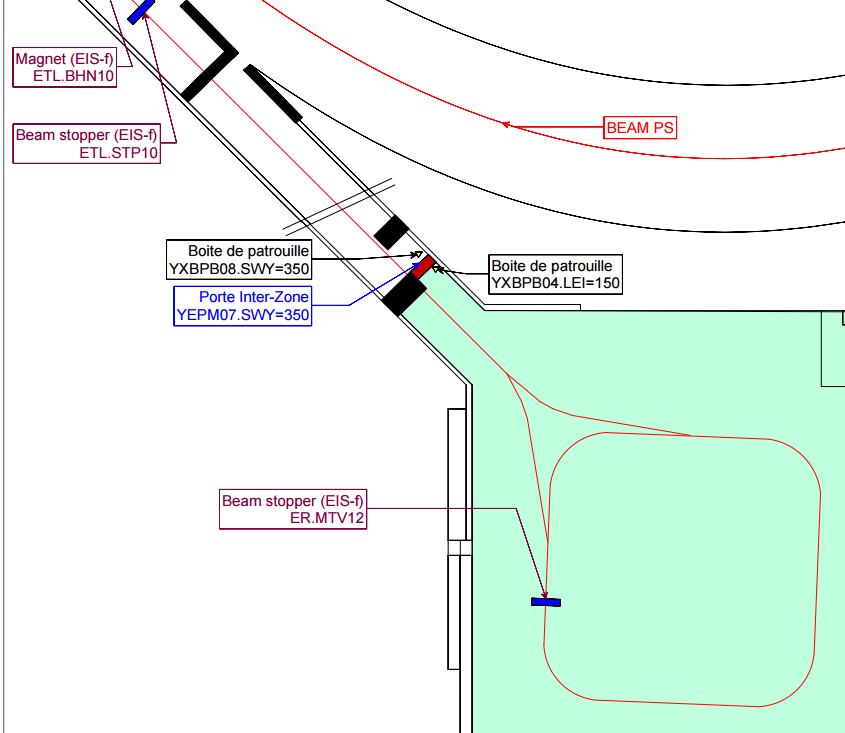 Magnet (EIS-f)
ETL.BHN10
BEAM PS
Beam stopper (EIS-f)
ETL.STP10
Boite de patrouille
YXBPB08.SWY=350
Boite de patrouille
YXBPB04.LEI=150
Porte Inter-Zone
YEPM07.SWY=350
Beam stopper (EIS-f)
ER.MTV12